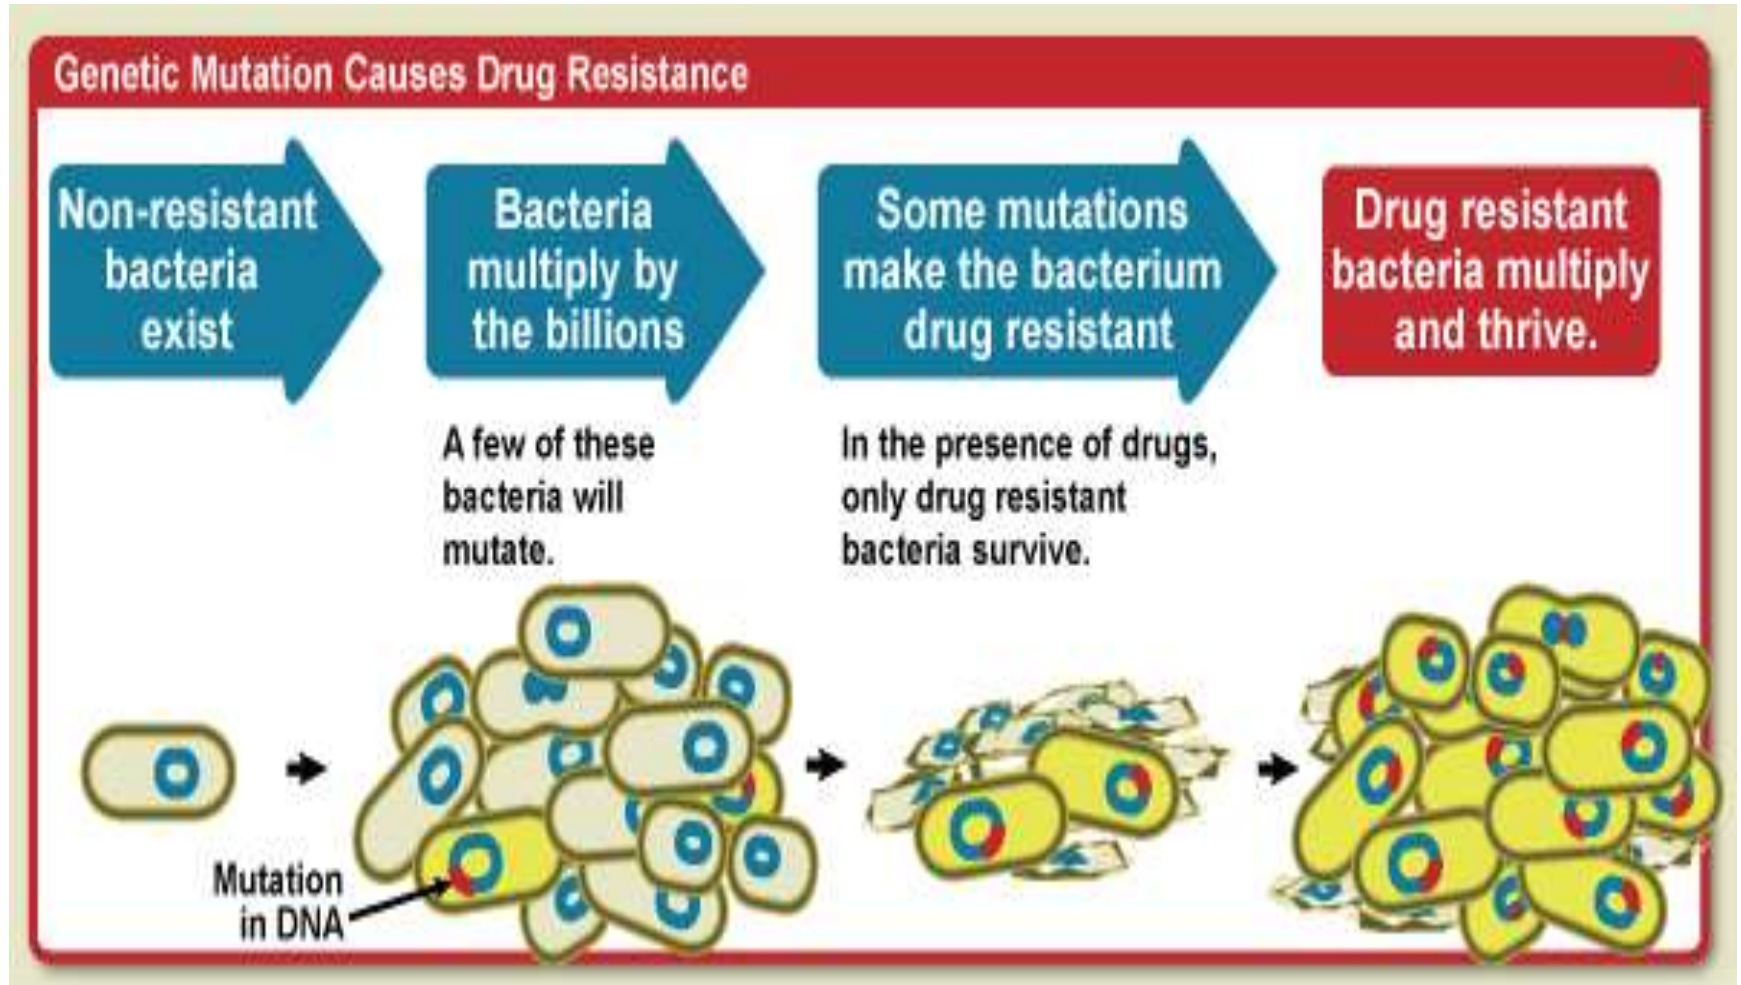 Genetic Mutation Causes Drug Resistance
Non-resistant
bacteria
exist
Bacteria
multiply by
the billions
Some mutations
make the bacterium
drug resistant
Drug resistant
bacteria multiply
and thrive.
A few of these
bacteria will
mutate.
In the presence of drugs,
only drug resistant
bacteria survive.
Mutation
in DNA